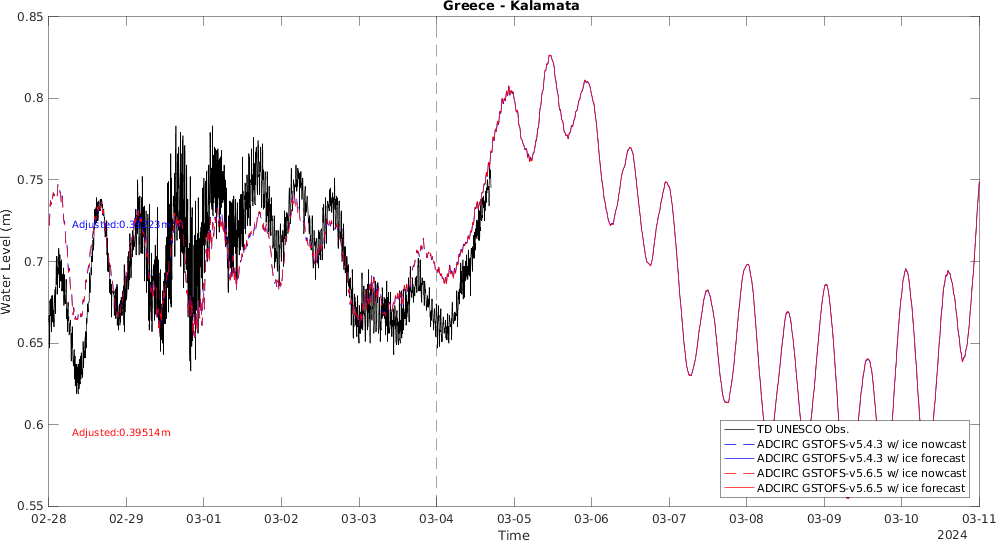 Greece - Kalamata
0.85
0.8
0.75
0.7
0.65
0.6
0.55
Water Level (m)
Adjusted:0.39514m
TD UNESCO Obs.
ADCIRC GSTOFS-v5.4.3 w/ ice nowcast
ADCIRC GSTOFS-v5.4.3 w/ ice forecast
ADCIRC GSTOFS-v5.6.5 w/ ice nowcast
ADCIRC GSTOFS-v5.6.5 w/ ice forecast
02-28 02-29 03-01 03-02 03-03 03-04 03-05 03-06 03-07 03-08 03-09 03-10 03-11
Time
2024